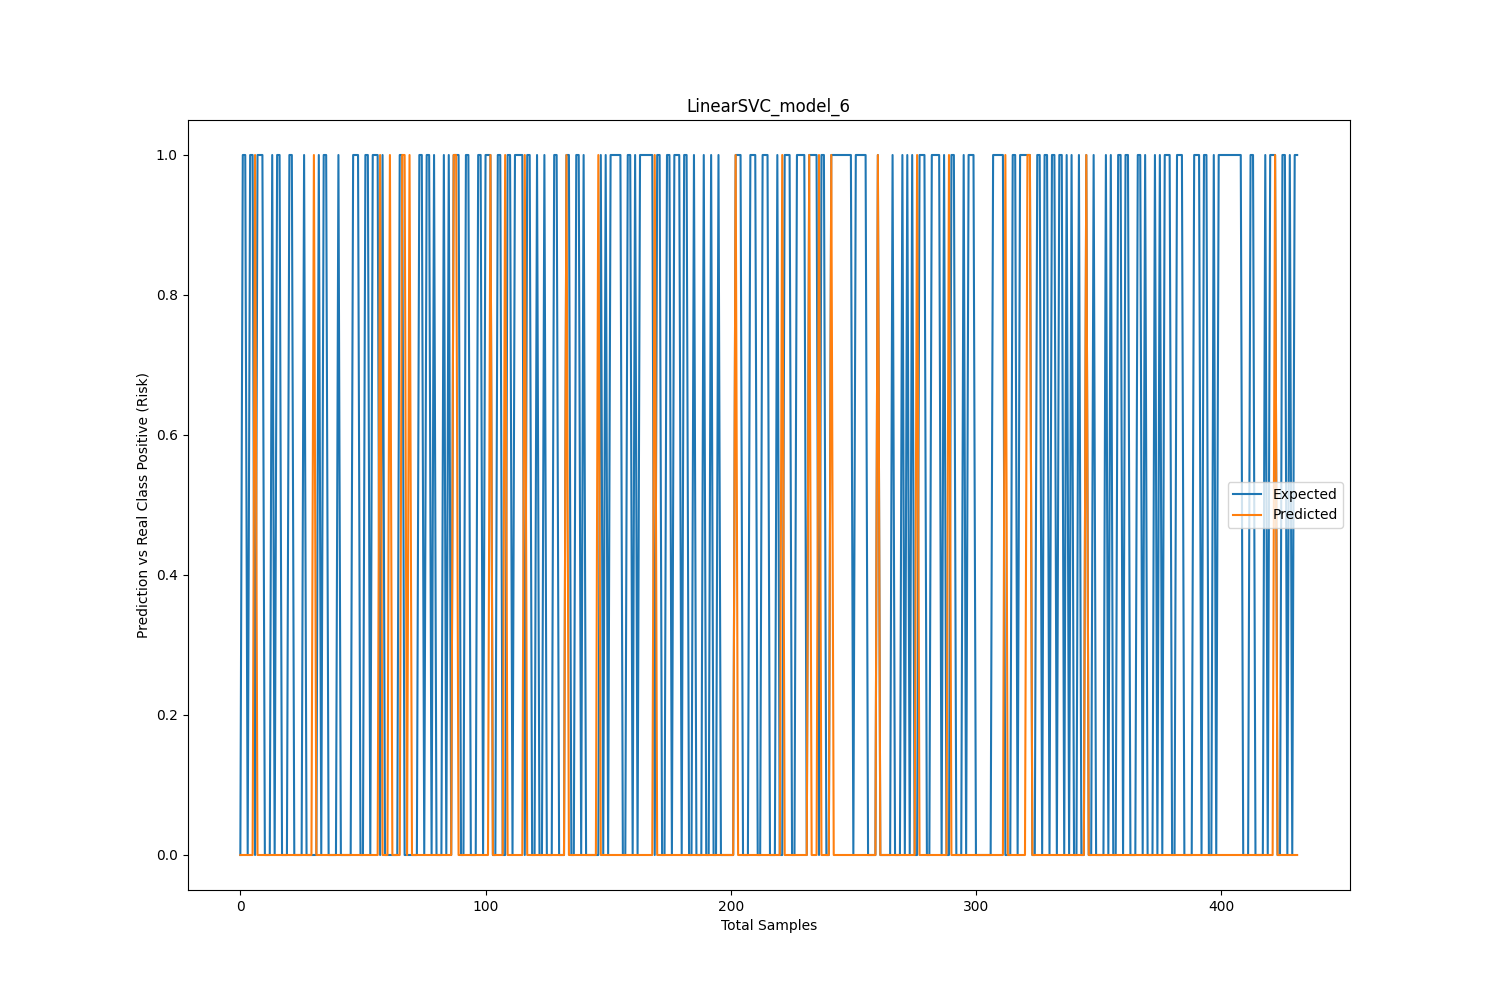 LinearSVC_model_6
Prediction vs Real Class Positive (Risk)
1.0
0.8
0.6
0.4
0.2
0.0
Expected
Predicted
0 100 200 300 400
Total Samples